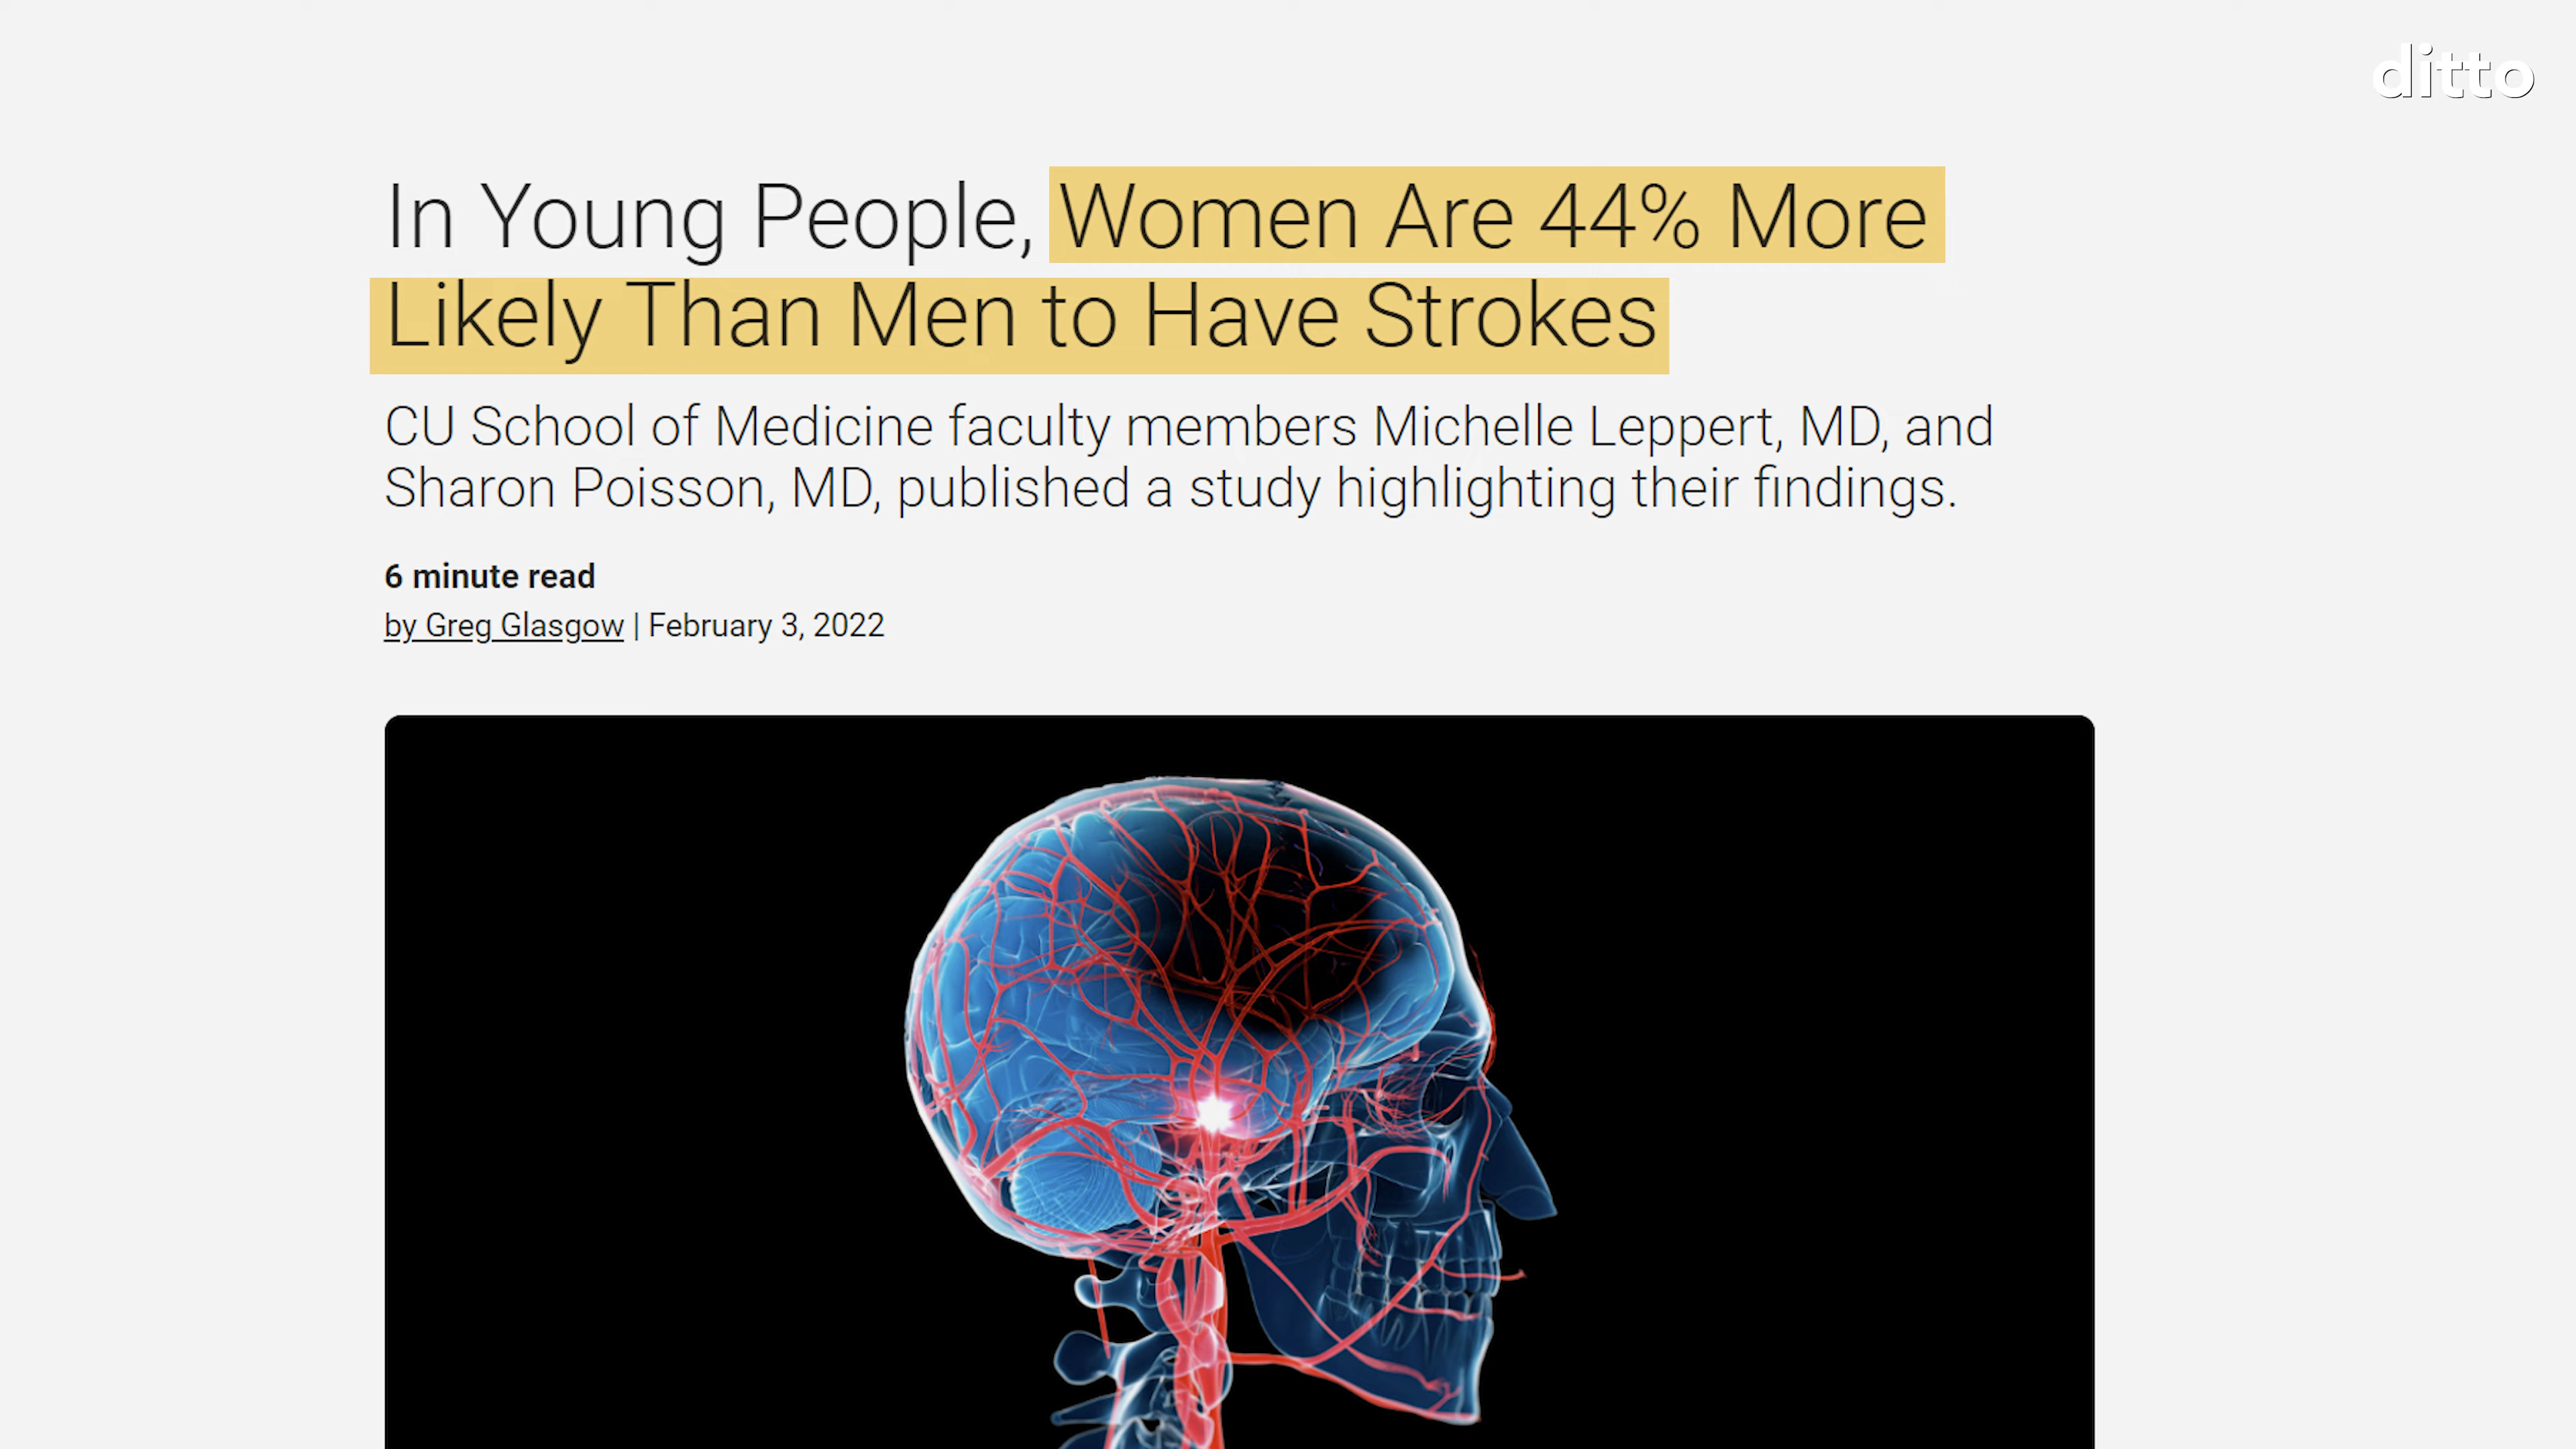 ditto
In Young People, Women Are 44% More
Likely Than Men to Have Strokes
CU School of Medicine faculty members Michelle Leppert, MD, and
Sharon Poisson, MD, published a study highlighting their findings.
6 minute read
by Greg Glasgow | February 3, 2022